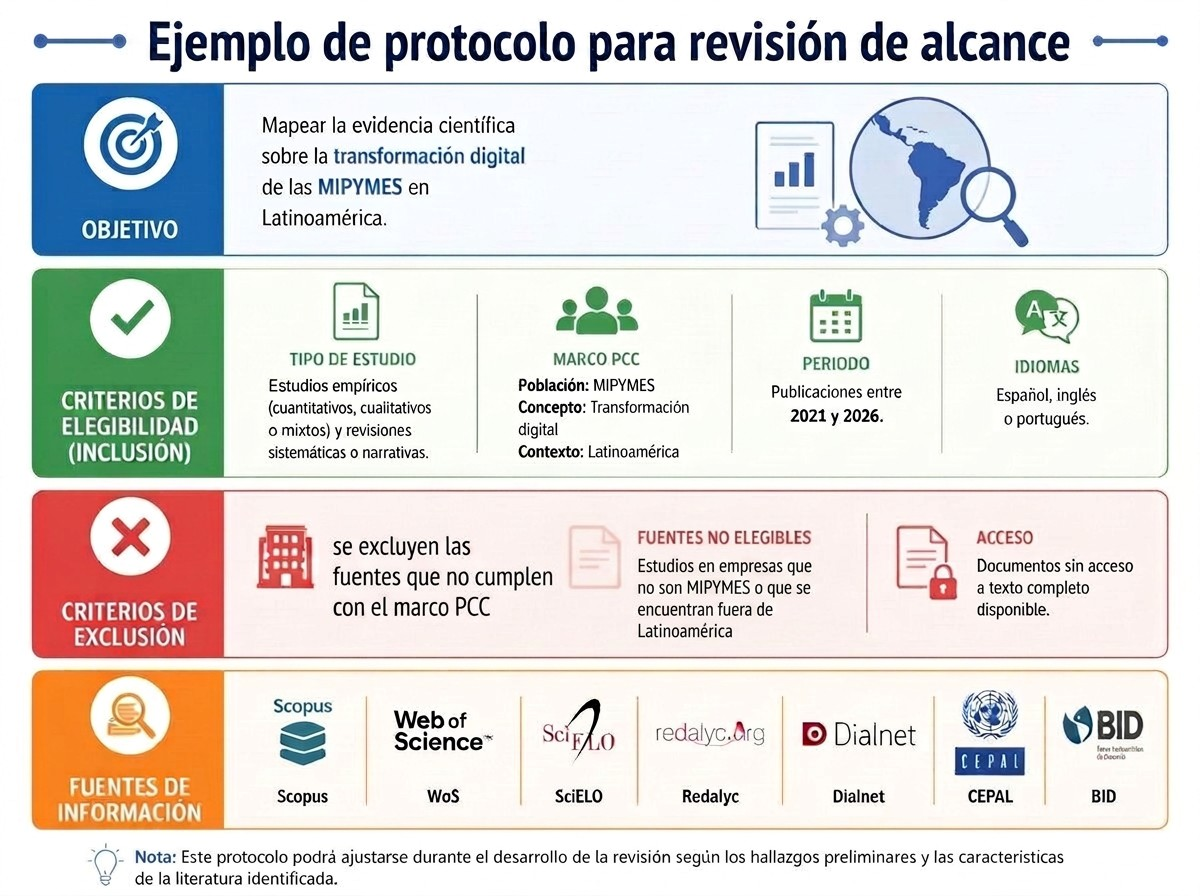 Ejemplo de protocolo para revisión de alcance
OBJETIVO
Mapear la evidencia científica
sobre la transformación digital
de las MIPYMES en
Latinoamérica.
CRITERIOS DE
ELEGIBILIDAD
(INCLUSIÓN)
TIPO DE ESTUDIO
Estudios empíricos
(cuantitativos, cualitativos
o mixtos) y revisiones
sistemáticas o narrativas.
MARCO PCC
Población: MIPYMES
Concepto: Transformación
digital
Contexto: Latinoamérica
PERIODO
Publicaciones entre
2021 y 2026.
A 文
IDIOMAS
Español, inglés
o portugués.
CRITERIOS DE
EXCLUSIÓN
se excluyen las
fuentes que no cumplen
con el marco PCC
FUENTES NO ELEGIBLES
Estudios en empresas que
no son MIPYMES o que se
encuentran fuera de
Latinoamérica
ACCESO
Documentos sin acceso
a texto completo
disponible.
FUENTES DE
INFORMACIÓN
Scopus
Scopus
Web of
Science™
WoS
SciELO
SciELO
redalyc.org
Redalyc
Dialnet
Dialnet
CEPAL
CEPAL
BID
BID
Nota: Este protocolo podrá ajustarse durante el desarrollo de la revisión según los hallazgos preliminares y las características
de la literatura identificada.